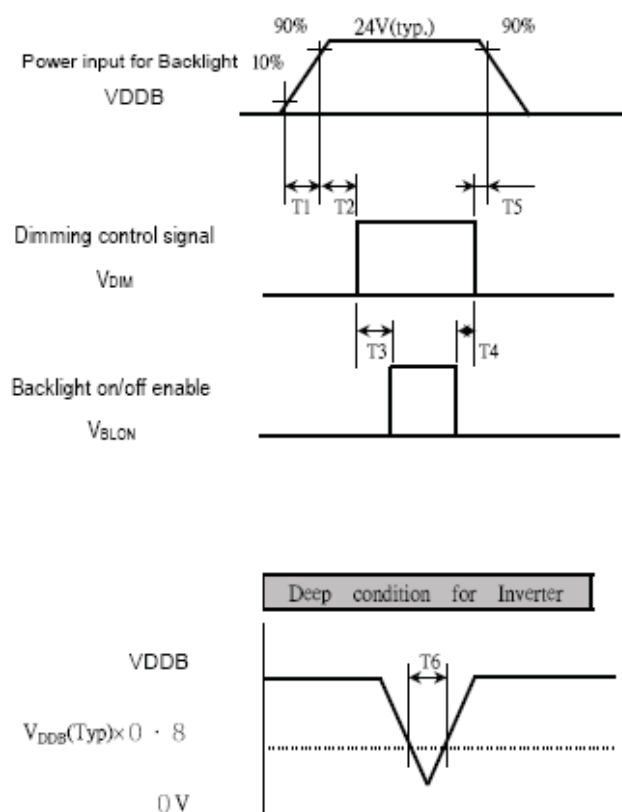 90% 24V(typ.) 90%
Power input for Backlight 10%
VDDB
T1 T2 T5
Dimming control signal
VDIM
T3 T4
Backlight on/off enable
VBLON
Deep condition for Inverter
VDDB T6
VDDB(Typ)×0.8
0V